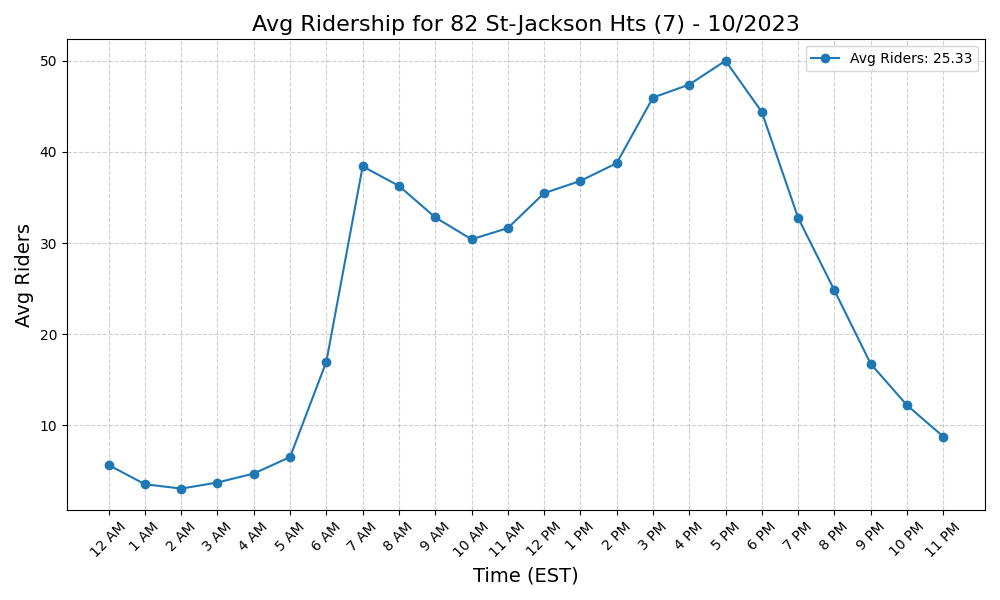 Avg Ridership for 82 St-Jackson Hts (7) - 10/2023
Avg Riders: 25.33
Avg Riders
50
40
30
20
10
12 AM
1 AM
2 AM
3 AM
4 AM
5 AM
6 AM
7 AM
8 AM
9 AM
10 AM
11 AM
12 PM
1 PM
2 PM
3 PM
4 PM
5 PM
6 PM
7 PM
8 PM
9 PM
10 PM
11 PM
Time (EST)